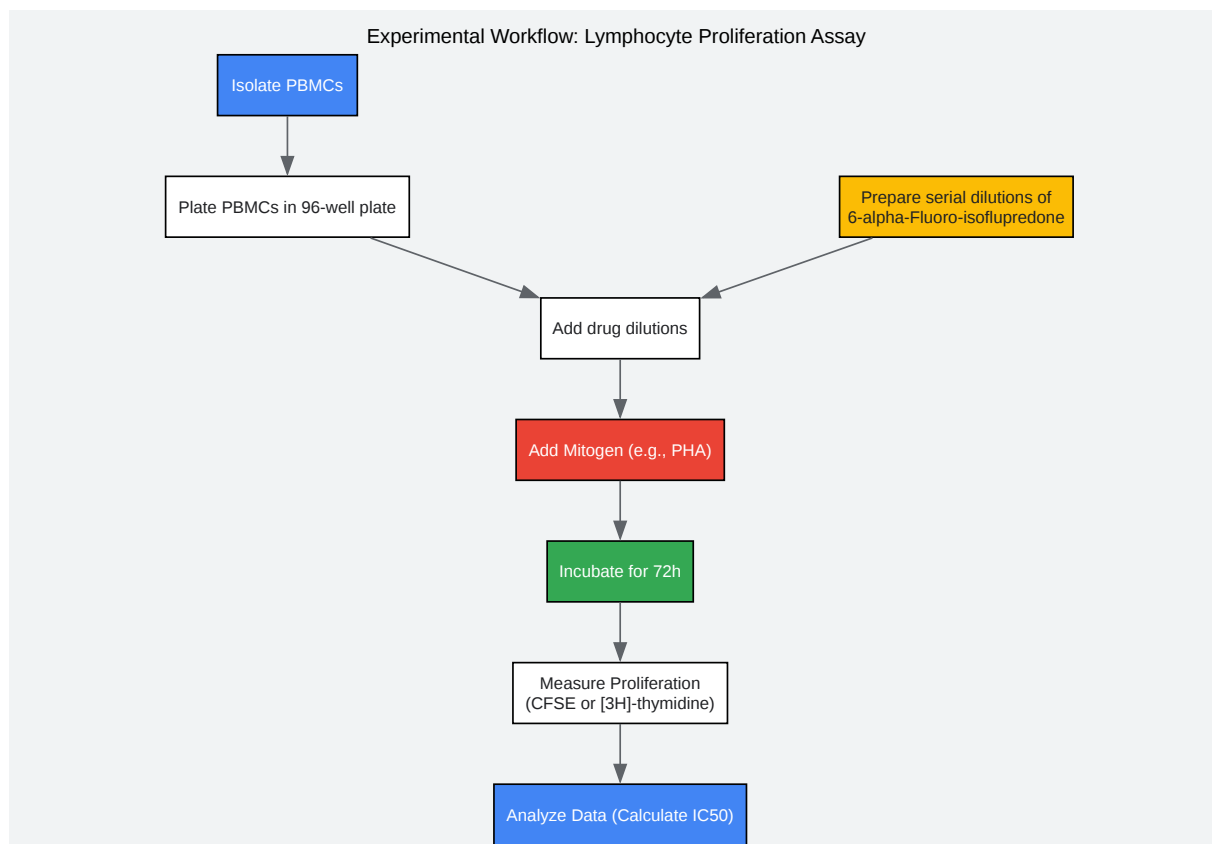 Experimental Workflow: Lymphocyte Proliferation Assay
Isolate PBMCs
Plate PBMCs in 96-well plate
Prepare serial dilutions of
6-alpha-Fluoro-isoflupredone
Add drug dilutions
Add Mitogen (e.g., PHA)
Incubate for 72h
Measure Proliferation
(CFSE or [3H]-thymidine)
Analyze Data (Calculate IC50)